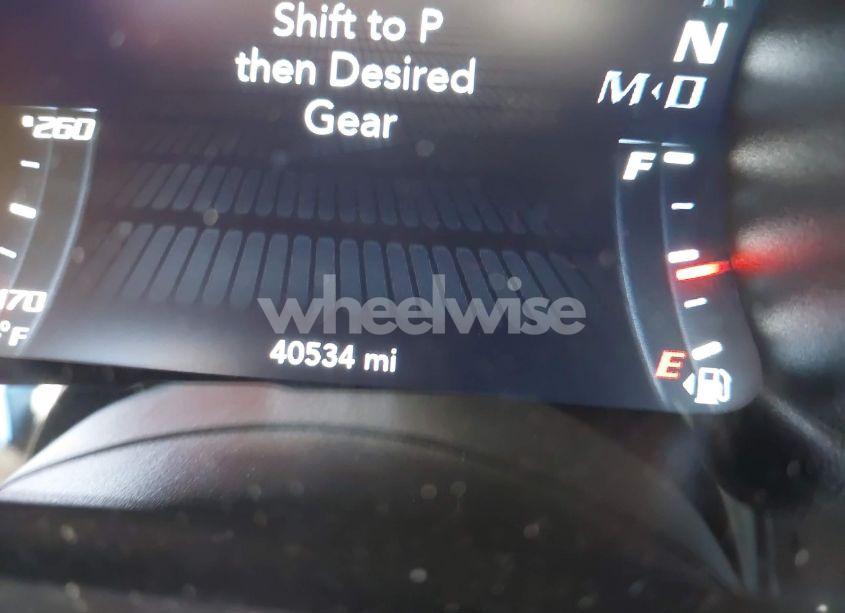 Shift to P
then Desired
Gear
N
M D
260
F
170
°F
wheelwise
40534 mi
E